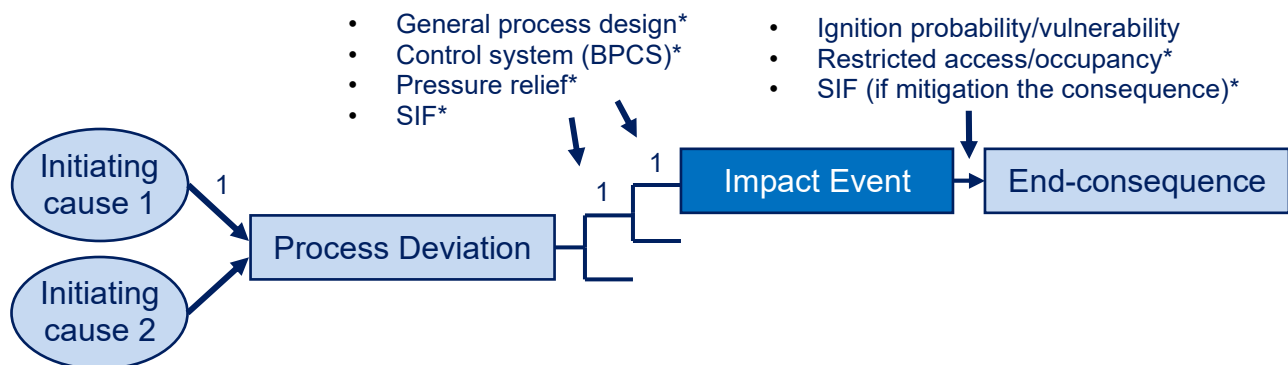 • General process design*
• Control system (BPCS)*
• Pressure relief*
• SIF*
• Ignition probability/vulnerability
• Restricted access/occupancy*
• SIF (if mitigation the consequence)*
Initiating
cause 1
1
Initiating
cause 2
Process Deviation
1
1
Impact Event
End-consequence